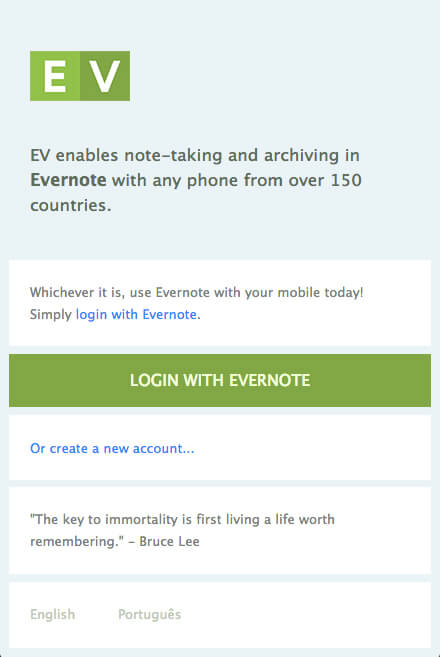 EV
EV enables note-taking and archiving in
Evernote with any phone from over 150
countries.
Whichever it is, use Evernote with your mobile today!
Simply login with Evernote.
LOGIN WITH EVERNOTE
Or create a new account...
"The key to immortality is first living a life worth
remembering." - Bruce Lee
English Português